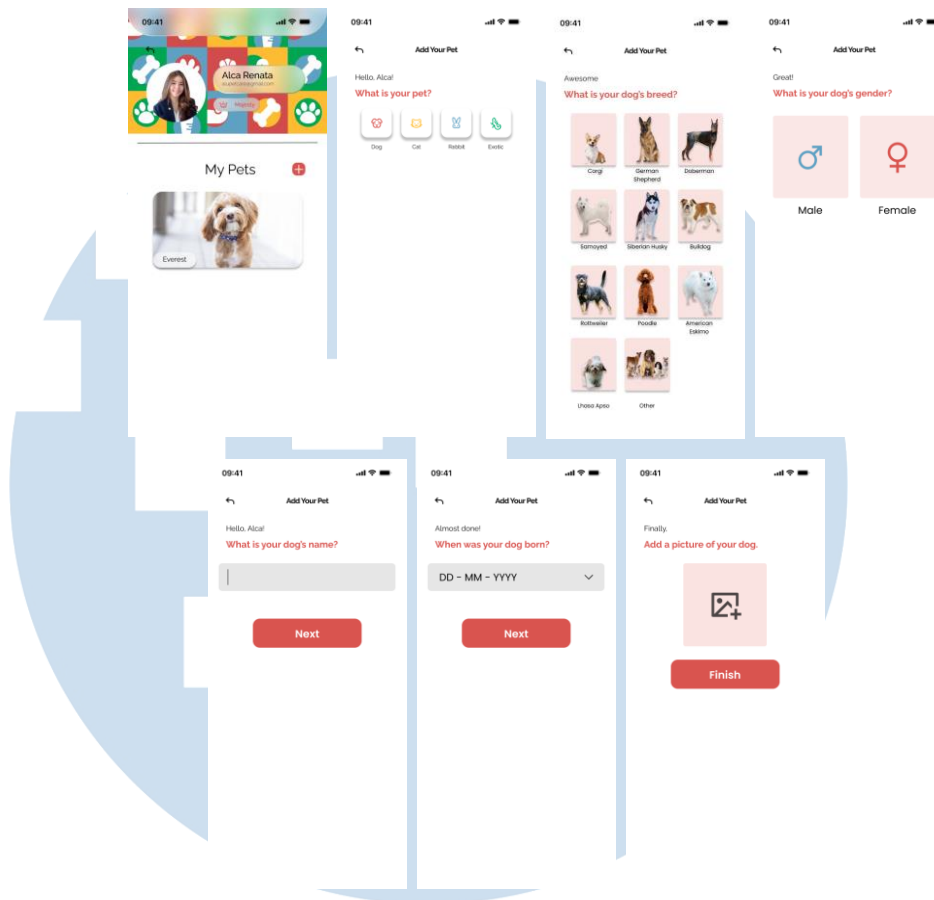 09:41
Alca Renata
Mainty
My Pets
Everest
09:41
Add Your Pet
Hello, Alca!
What is your pet?
Dog
Cat
Rabbit
Exotic
09:41
Add Your Pet
Awesome
What is your dog's breed?
Corgi
German
Shepherd
Doberman
Samoyed
Siberian Husky
Bulldog
Rottweiler
Poodle
American
Eskimo
Lhasa Apso
Other
09:41
Add Your Pet
Great!
What is your dog's gender?
Male
Female
09:41
Add Your Pet
Hello, Alca!
What is your dog's name?
Next
09:41
Add Your Pet
Almost done!
When was your dog born?
DD - MM - YYYY
Next
09:41
Add Your Pet
Finally,
Add a picture of your dog.
Finish